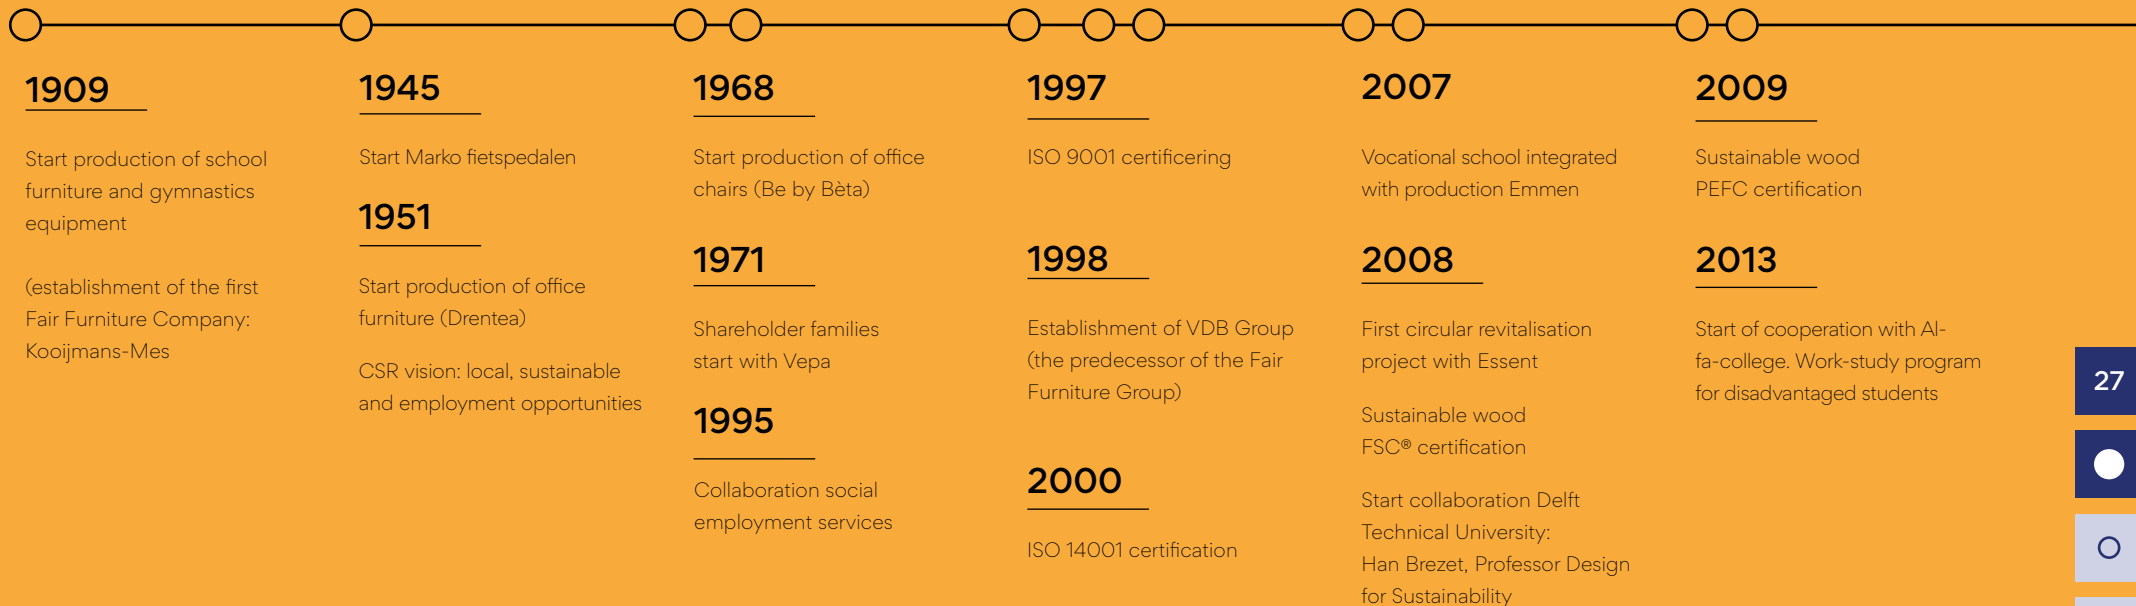 1909
Start production of school
furniture and gymnastics
equipment
(establishment of the first
Fair Furniture Company:
Kooijmans-Mes
1945
Start Marko fietspedalen
1951
Start production of office
furniture (Drentea)
CSR vision: local, sustainable
and employment opportunities
1968
Start production of office
chairs (Be by Bèta)
1971
Shareholder families
start with Vepa
1995
Collaboration social
employment services
1997
ISO 9001 certificering
1998
Establishment of VDB Group
(the predecessor of the Fair
Furniture Group)
2000
ISO 14001 certification
2007
Vocational school integrated
with production Emmen
2008
First circular revitalisation
project with Essent
Sustainable wood
FSC® certification
Start collaboration Delft
Technical University:
Han Brezet, Professor Design
for Sustainability
2009
Sustainable wood
PEFC certification
2013
Start of cooperation with Al-
fa-college. Work-study program
for disadvantaged students
27